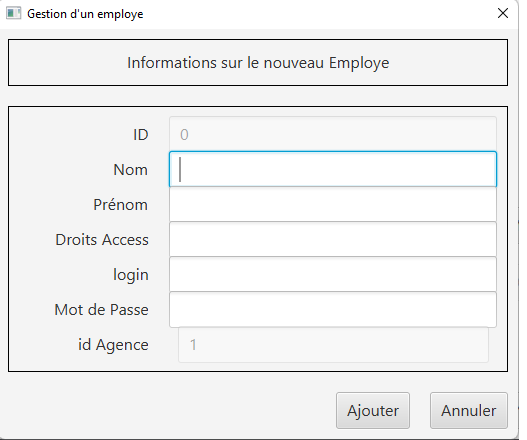 Gestion d'un employe
Informations sur le nouveau Employe
ID 0
Nom
Prénom
Droits Access
login
Mot de Passe
id Agence 1
Ajouter Annuler